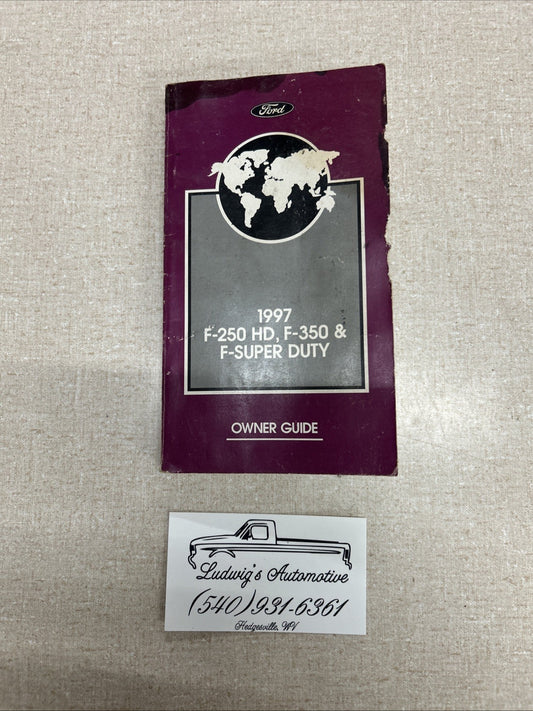 Ford
1997
F-250 HD, F-350 &
F-SUPER DUTY
OWNER GUIDE
Ludwig's Automotive
(540)931-6361
Hedgesville, WV